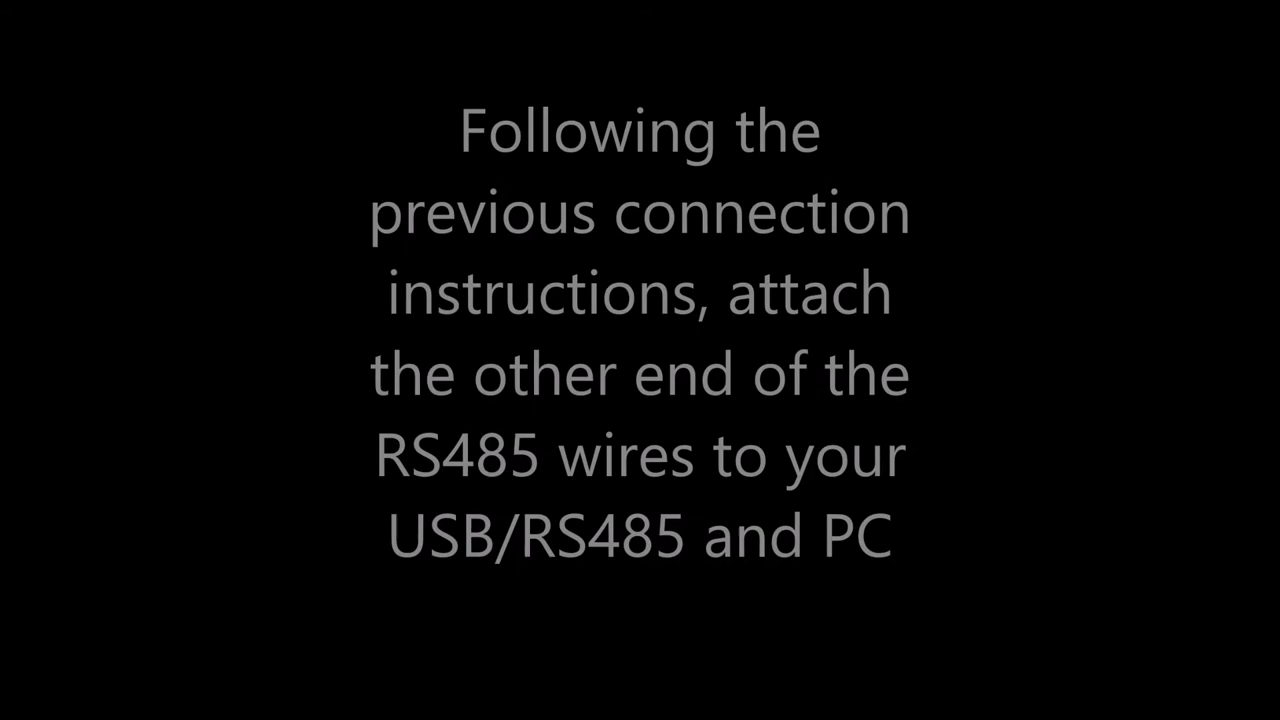 Following the
previous connection
instructions, attach
the other end of the
RS485 wires to your
USB/RS485 and PC